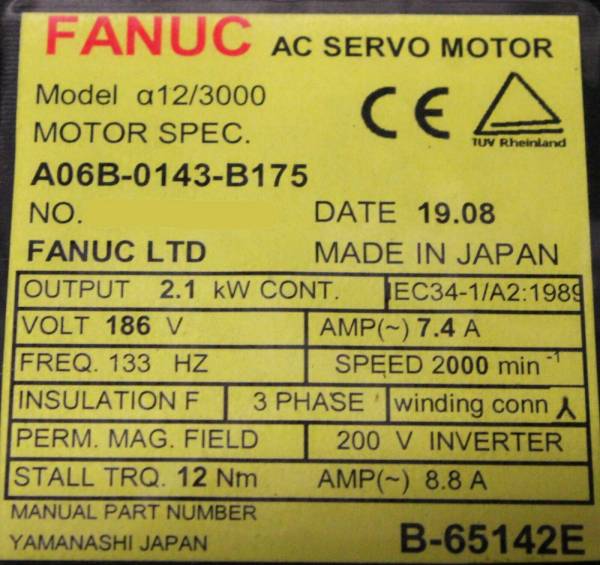 FANUC AC SERVO MOTOR
Model α12/3000
MOTOR SPEC.
CE
TUV Rheinland
A06B-0143-B175
NO. DATE 19.08
FANUC LTD MADE IN JAPAN
OUTPUT 2.1 kW CONT. IEC34-1/A2:1989
VOLT 186 V AMP(~) 7.4 A
FREQ. 133 HZ SPEED 2000 min -1
INSULATION F 3 PHASE winding conn
PERM. MAG. FIELD 200 V INVERTER
STALL TRQ. 12 Nm AMP(~) 8.8 A
MANUAL PART NUMBER
YAMANASHI JAPAN B-65142E